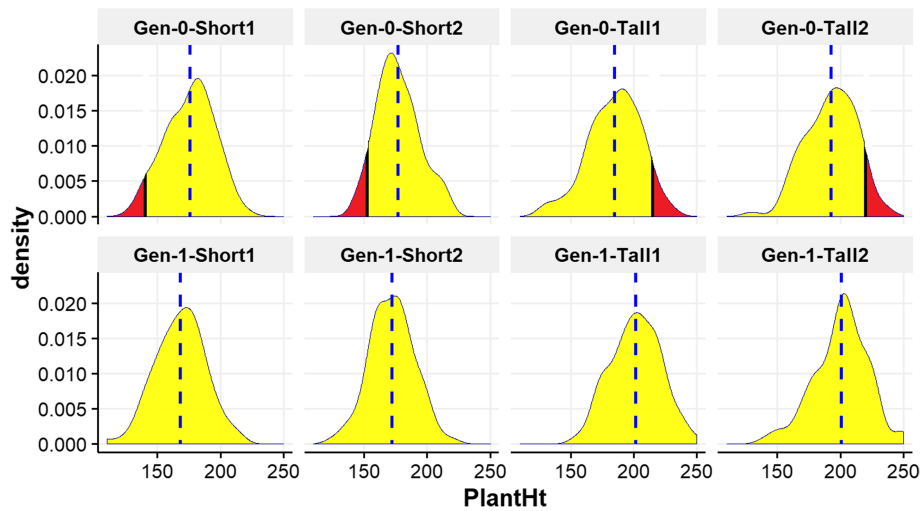 Gen-0-Short1 Gen-0-Short2 Gen-0-Tall1 Gen-0-Tall2
0.020
0.015
0.010
0.005
0.000
density
Gen-1-Short1 Gen-1-Short2 Gen-1-Tall1 Gen-1-Tall2
0.020
0.015
0.010
0.005
0.000
150 200 250 150 200 250 150 200 250 150 200 250
PlantHt